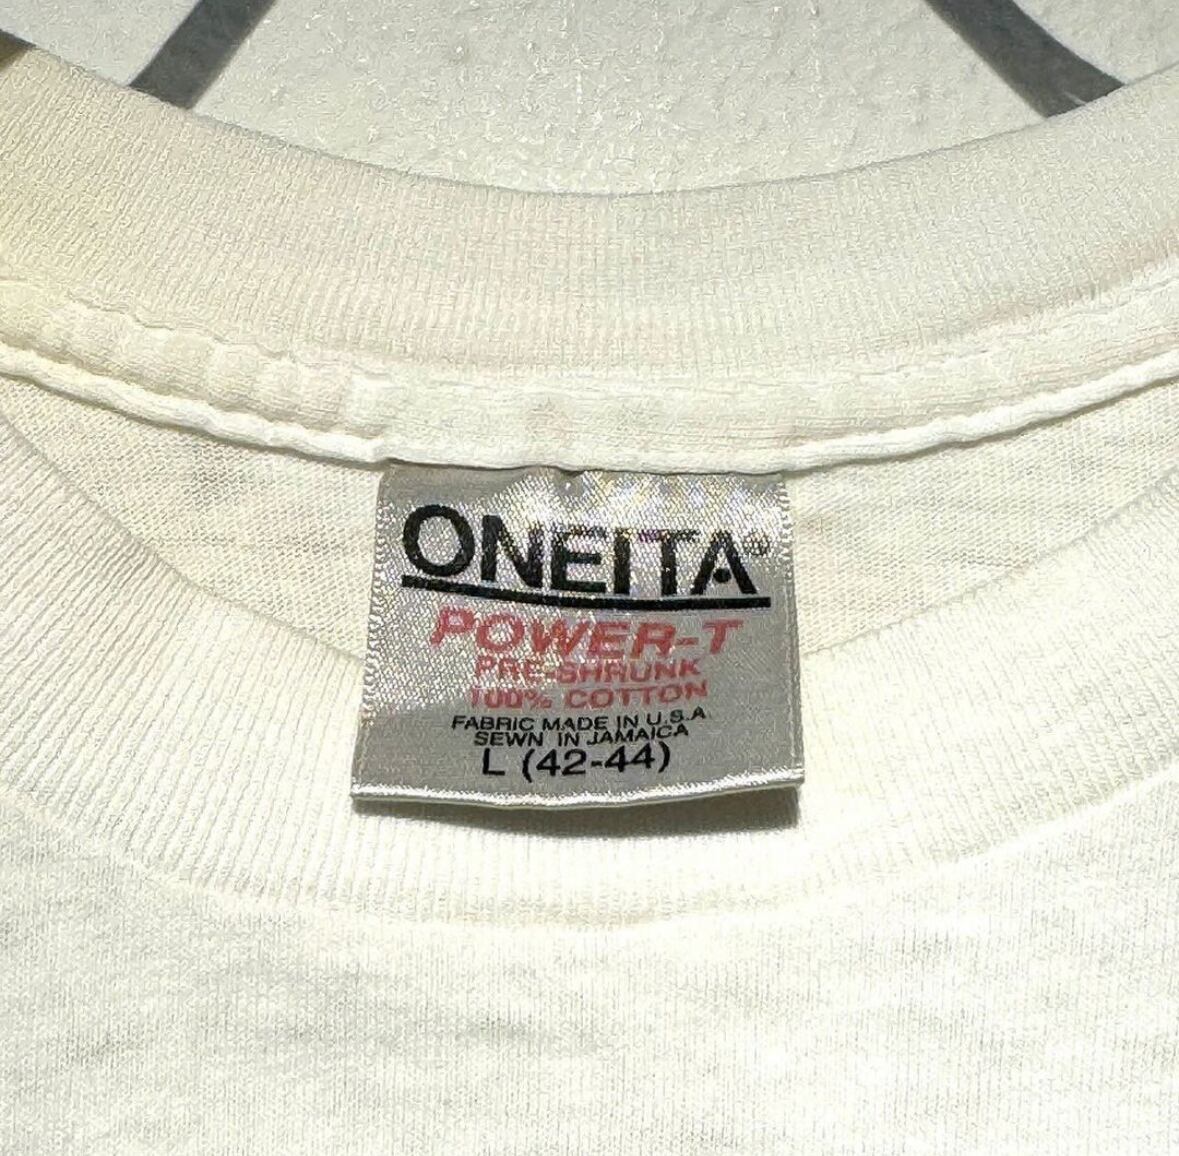 ONEITA®
POWER-T
PRE-SHRUNK
100% COTTON
FABRIC MADE IN U.S.A
SEWN IN JAMAICA
L (42-44)